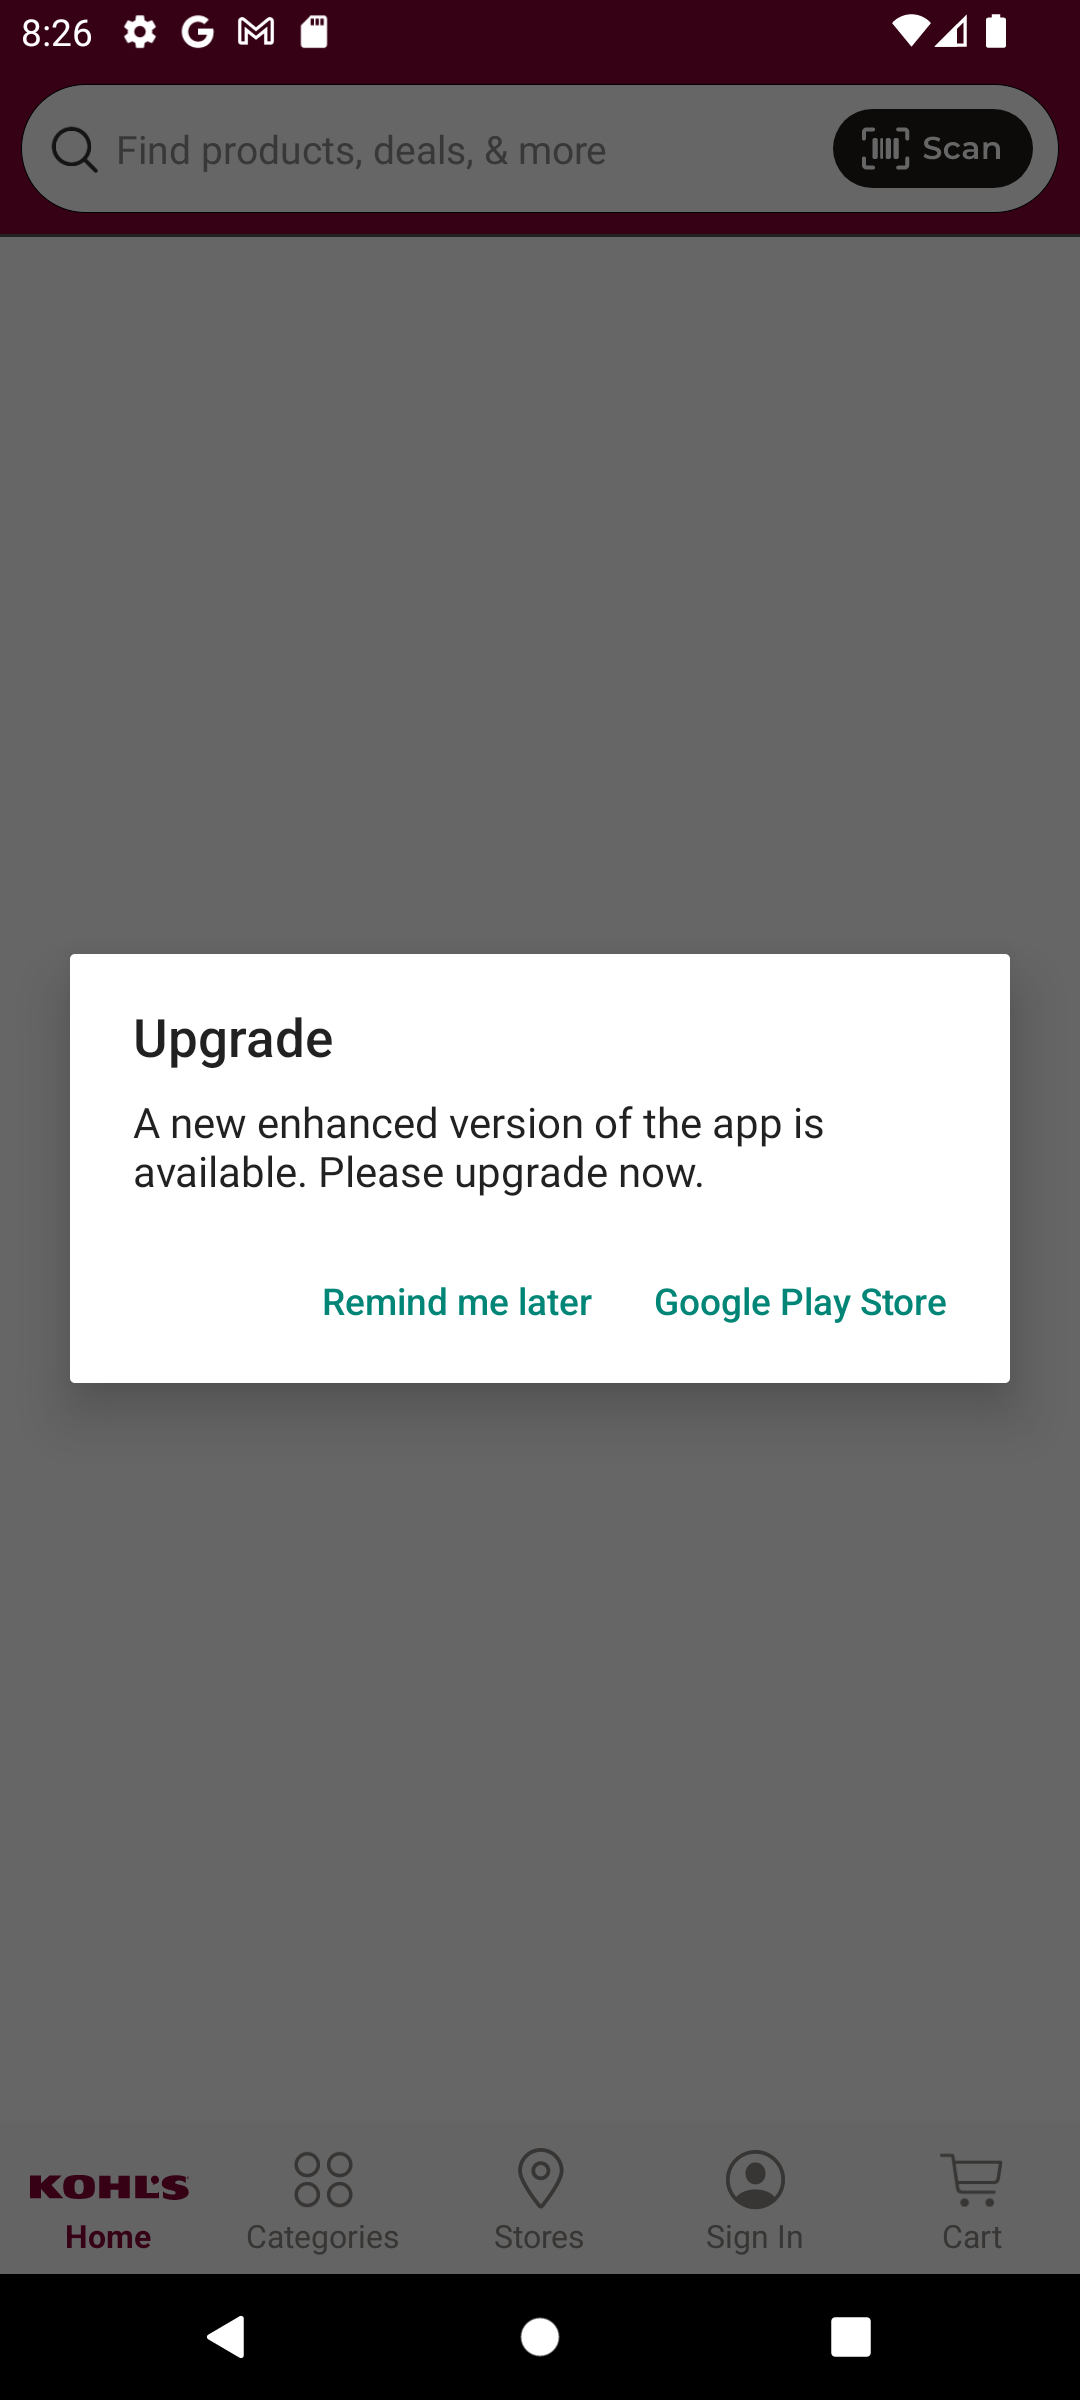 8:26
Find products, deals, & more
Scan
Upgrade
A new enhanced version of the app is
available. Please upgrade now.
Remind me later
Google Play Store
KOHL'S
Home
Categories
Stores
Sign In
Cart